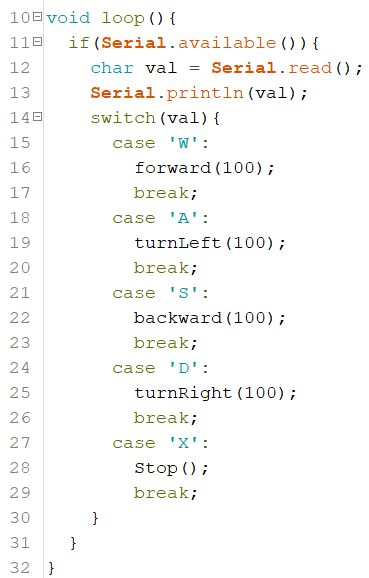 10 void loop(){
11   if(Serial.available()){
12     char val = Serial.read();
13     Serial.println(val);
14     switch(val){
15       case 'W':
16         forward(100);
17         break;
18       case 'A':
19         turnLeft(100);
20         break;
21       case 'S':
22         backward(100);
23         break;
24       case 'D':
25         turnRight(100);
26         break;
27       case 'X':
28         Stop();
29         break;
30     }
31   }
32 }